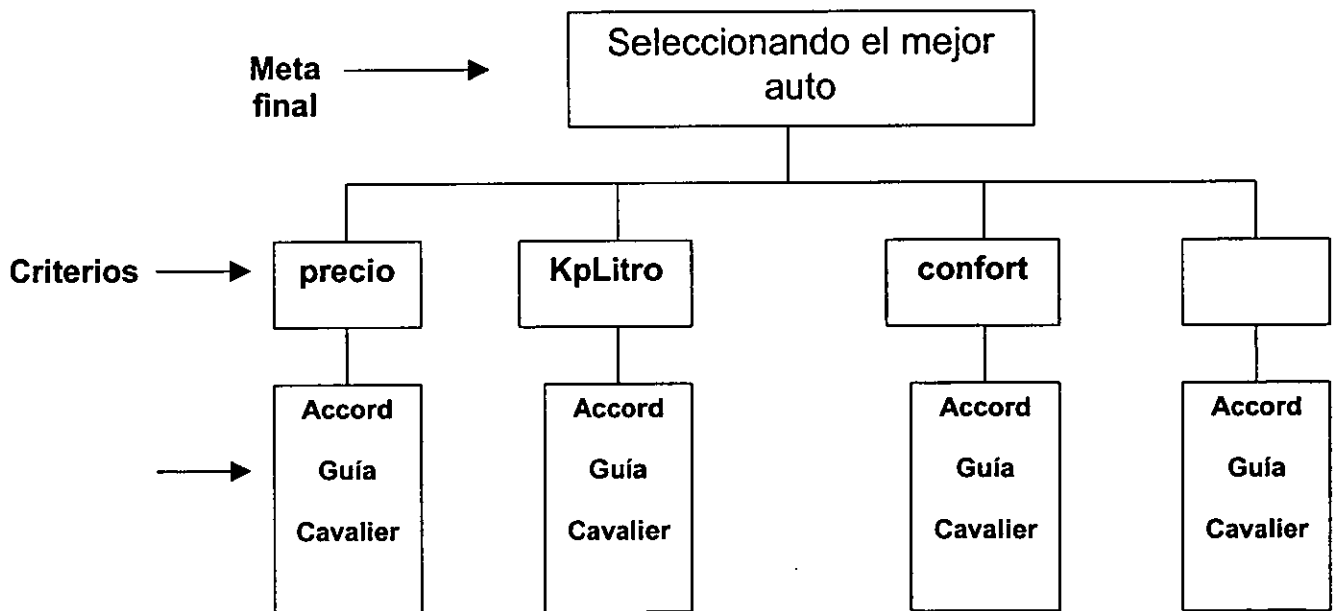 Seleccionando el mejor
auto
Meta
final
Criterios
precio
KpLitro
confort
Accord
Guía
Cavalier
Accord
Guía
Cavalier
Accord
Guía
Cavalier
Accord
Guía
Cavalier